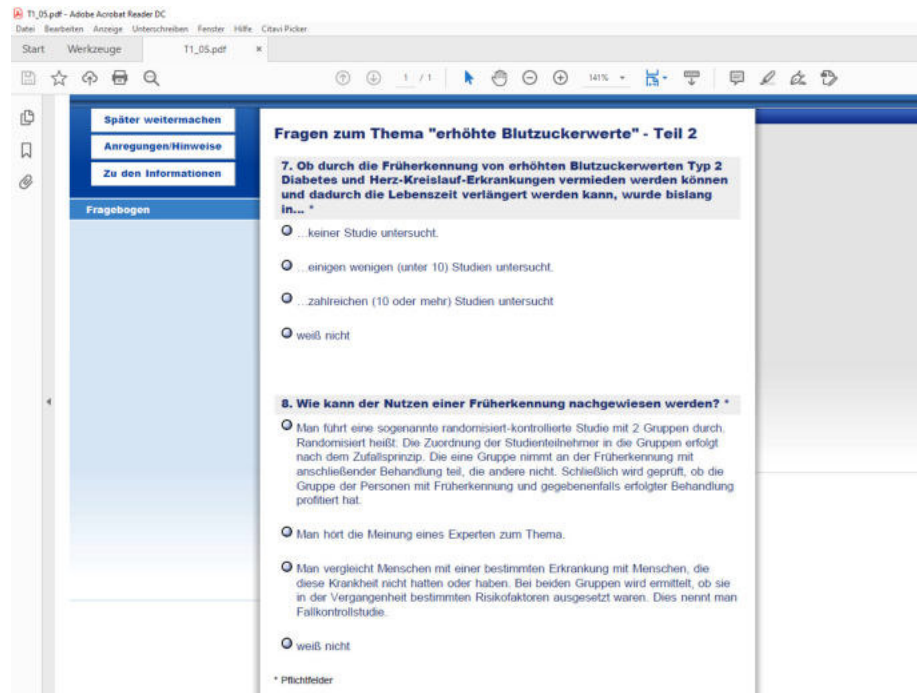 T1_05.pdf - Adobe Acrobat Reader DC
Datei Bearbeiten Anzeige Unterschreiben Fenster Hilfe Citavi Picker
Start Werkzeuge T1_05.pdf ×
1 / 1 141%
Später weitermachen
Anregungen/Hinweise
Zu den Informationen
Fragebogen
Fragen zum Thema "erhöhte Blutzuckerwerte" - Teil 2
7. Ob durch die Früherkennung von erhöhten Blutzuckerwerten Typ 2
Diabetes und Herz-Kreislauf-Erkrankungen vermieden werden können
und dadurch die Lebenszeit verlängert werden kann, wurde bislang
in... *
...keiner Studie untersucht.
...einigen wenigen (unter 10) Studien untersucht.
...zahlreichen (10 oder mehr) Studien untersucht
weiß nicht
8. Wie kann der Nutzen einer Früherkennung nachgewiesen werden? *
Man führt eine sogenannte randomisiert-kontrollierte Studie mit 2 Gruppen durch.
Randomisiert heißt: Die Zuordnung der Studienteilnehmer in die Gruppen erfolgt
nach dem Zufallsprinzip. Die eine Gruppe nimmt an der Früherkennung mit
anschließender Behandlung teil, die andere nicht. Schließlich wird geprüft, ob die
Gruppe der Personen mit Früherkennung und gegebenenfalls erfolgter Behandlung
profitiert hat.
Man hört die Meinung eines Experten zum Thema.
Man vergleicht Menschen mit einer bestimmten Erkrankung mit Menschen, die
diese Krankheit nicht hatten oder haben. Bei beiden Gruppen wird ermittelt, ob sie
in der Vergangenheit bestimmten Risikofaktoren ausgesetzt waren. Dies nennt man
Fallkontrollstudie.
weiß nicht
* Pflichtfelder